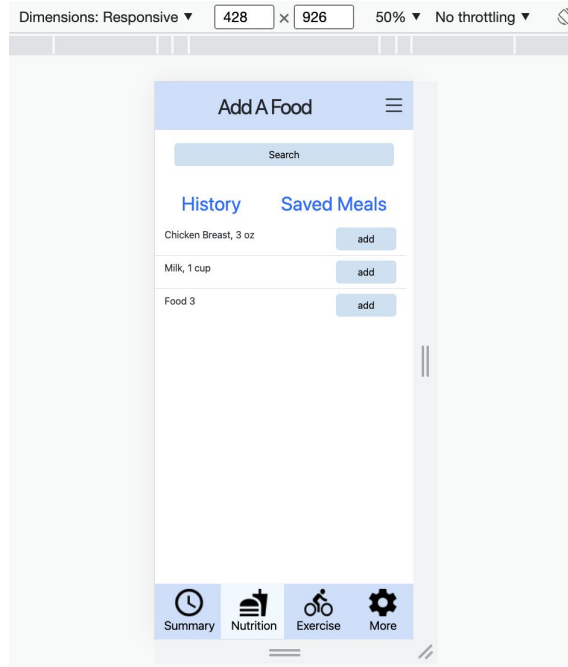 Dimensions: Responsive ▼ 428 × 926 50% ▼ No throttling ▼
Add A Food
Search
History Saved Meals
Chicken Breast, 3 oz add
Milk, 1 cup add
Food 3 add
Summary Nutrition Exercise More